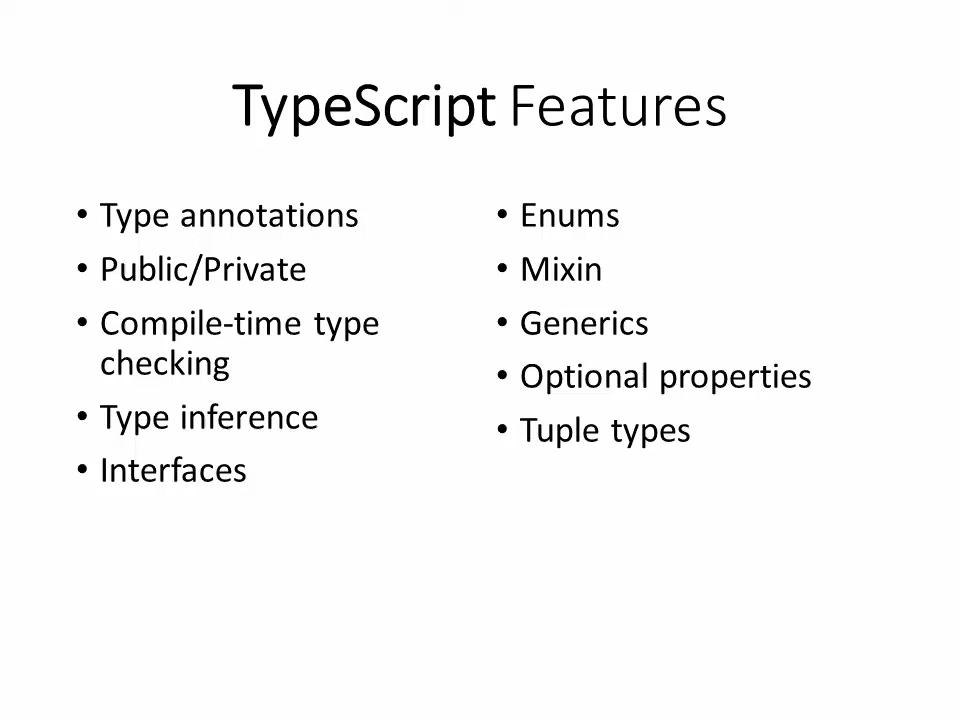 TypeScript Features
• Type annotations
• Public/Private
• Compile-time type
checking
• Type inference
• Interfaces
• Enums
• Mixin
• Generics
• Optional properties
• Tuple types